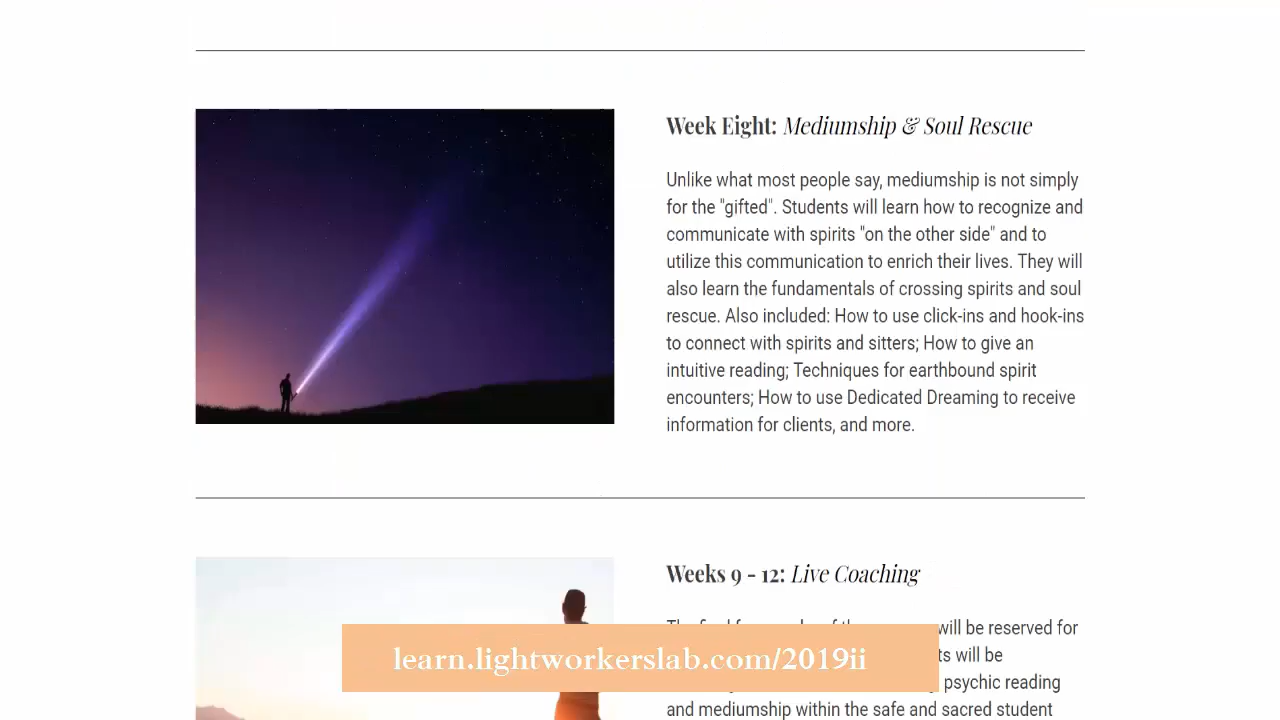 Week Eight: Mediumship & Soul Rescue
Unlike what most people say, mediumship is not simply
for the "gifted". Students will learn how to recognize and
communicate with spirits "on the other side" and to
utilize this communication to enrich their lives. They will
also learn the fundamentals of crossing spirits and soul
rescue. Also included: How to use click-ins and hook-ins
to connect with spirits and sitters; How to give an
intuitive reading; Techniques for earthbound spirit
encounters; How to use Dedicated Dreaming to receive
information for clients, and more.
Weeks 9 - 12: Live Coaching
will be reserved for
will be
learn.lightworkerslab.com/2019ii
psychic reading
and mediumship within the safe and sacred student